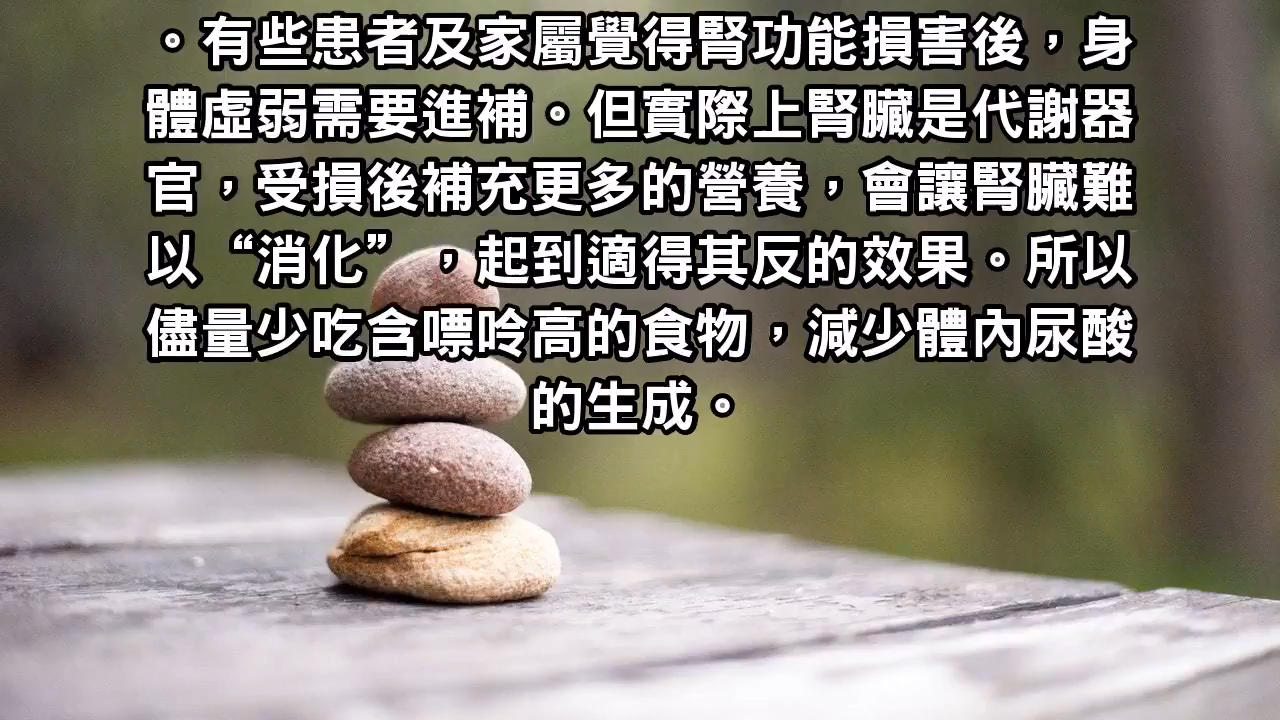 。有些患者及家屬覺得腎功能損害後，身
體虛弱需要進補。但實際上腎臟是代謝器
官，受損後補充更多的營養，會讓腎臟難
以“消化”，起到適得其反的效果。所以
儘量少吃含嘌呤高的食物，減少體內尿酸
的生成。